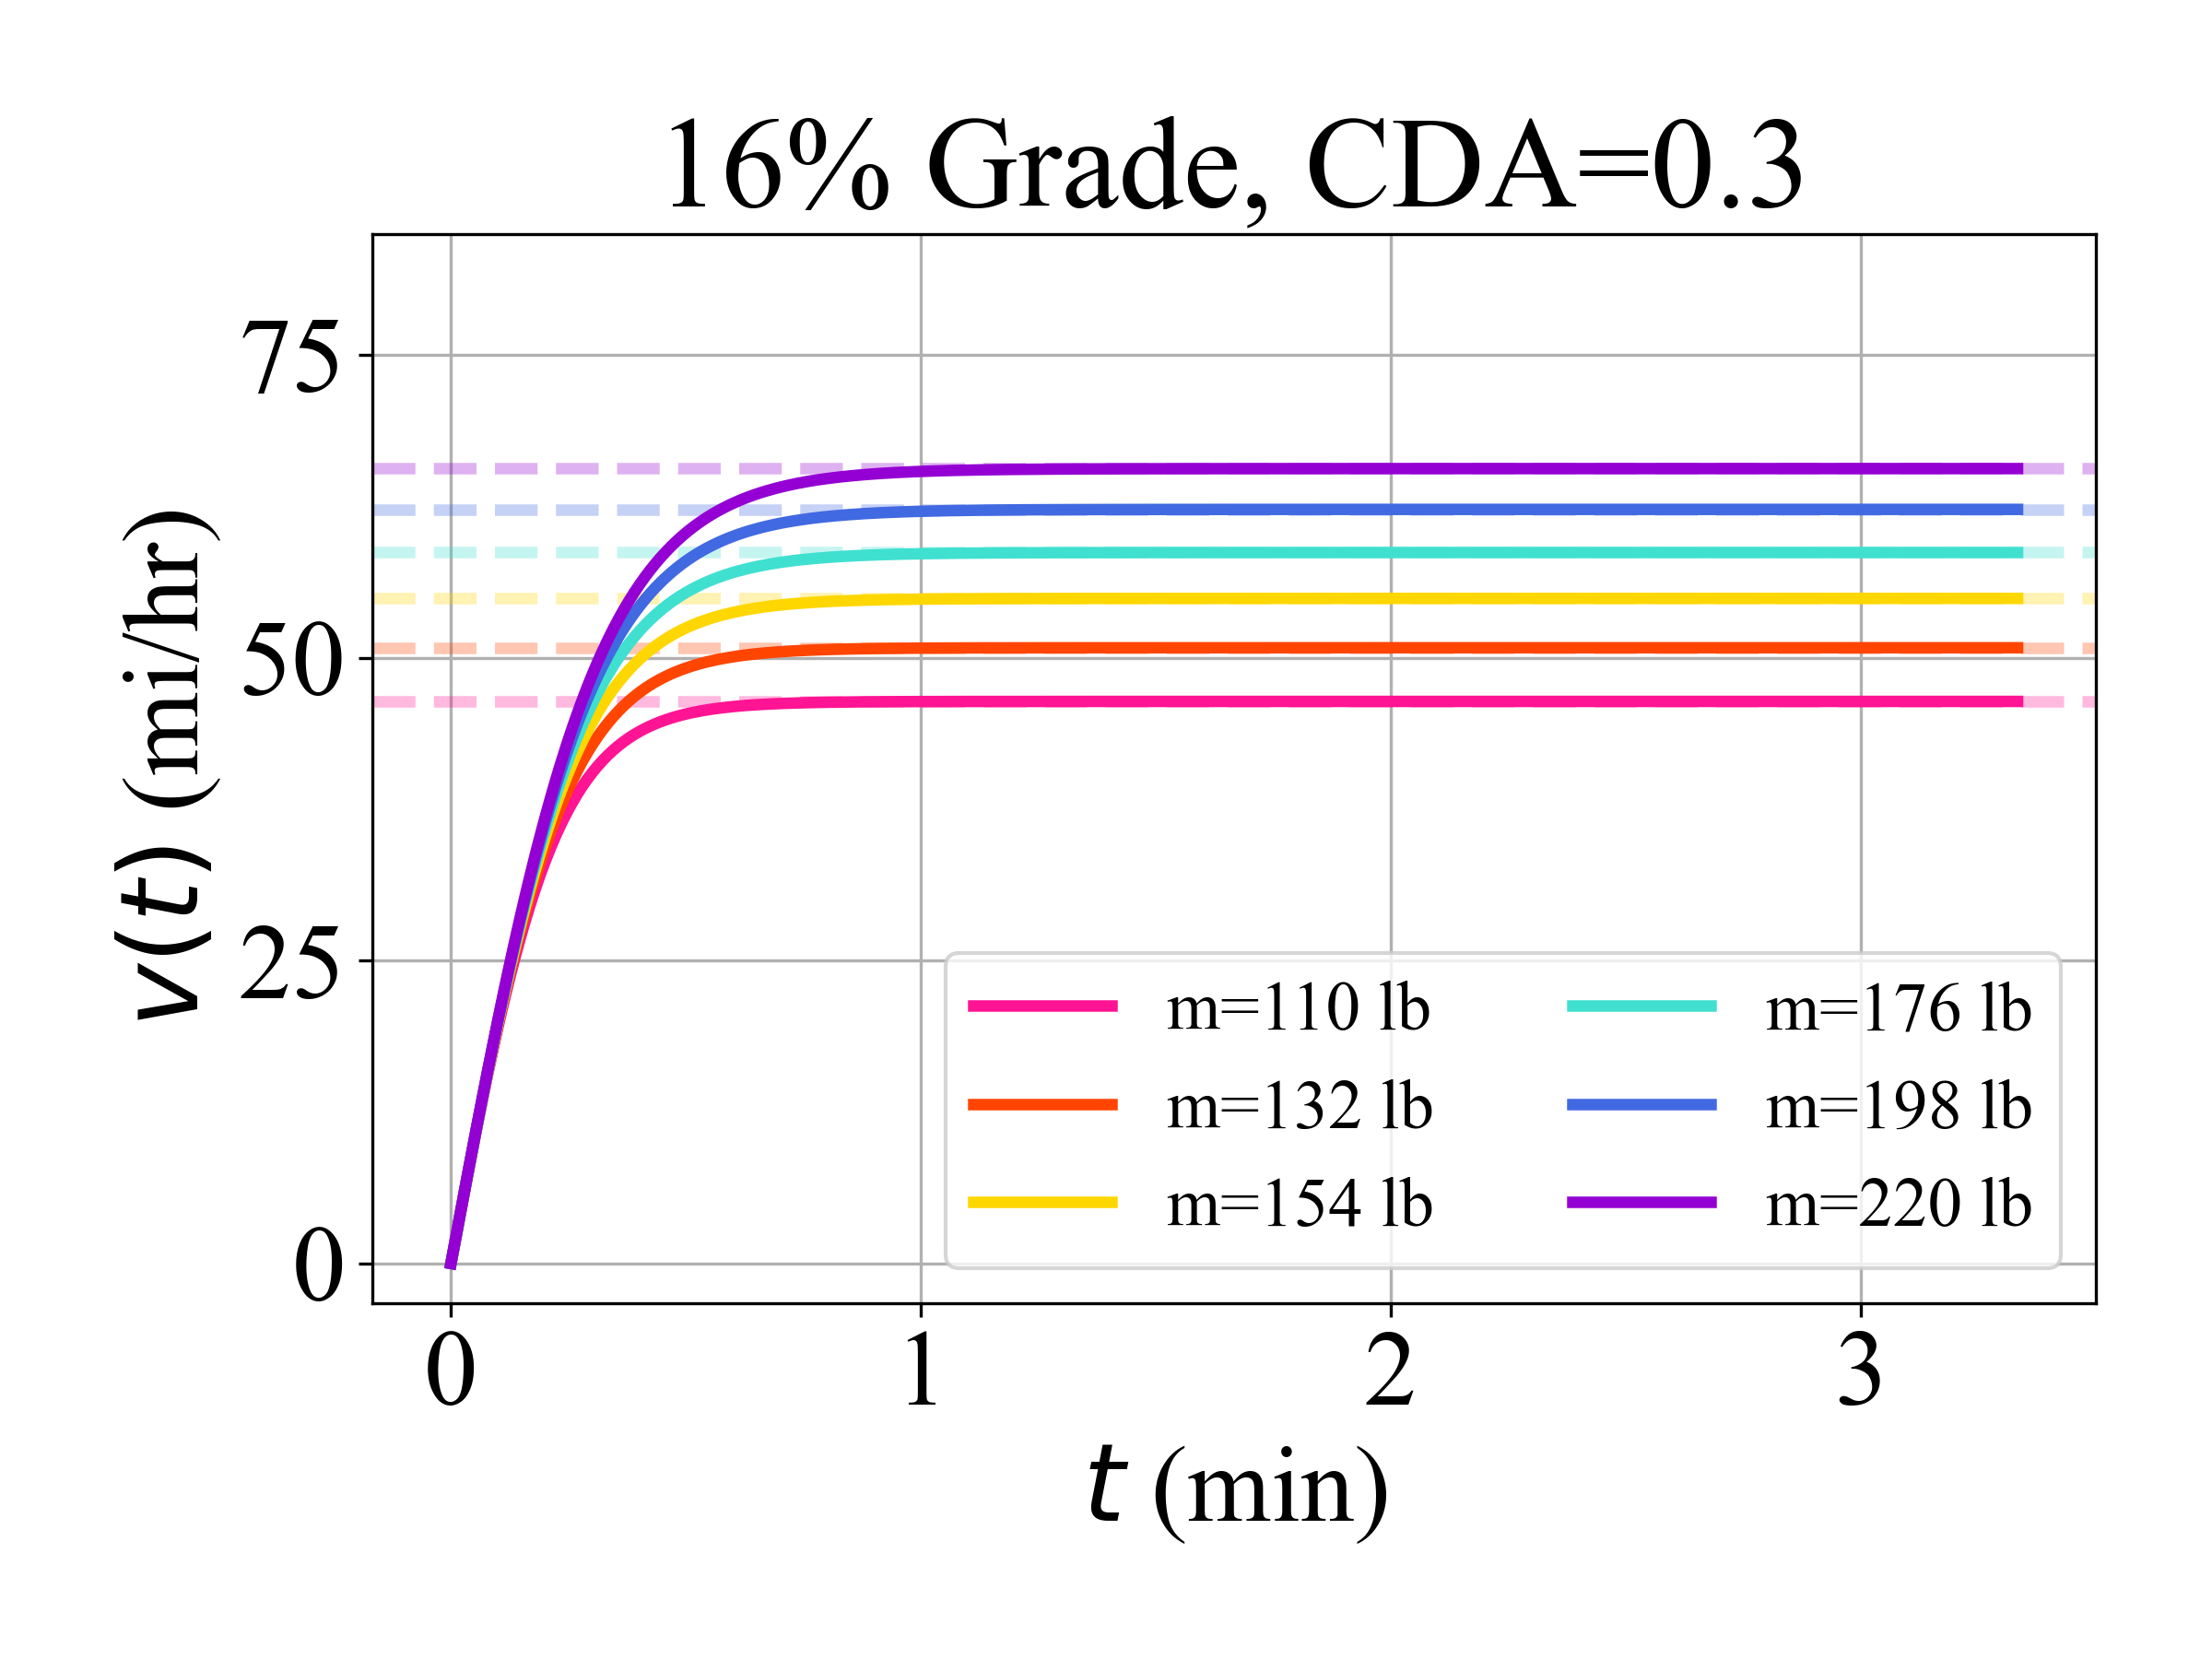 16% Grade, CDA=0.3
v(t) (mi/hr)
75
50
25
0
m=110 lb
m=132 lb
m=154 lb
m=176 lb
m=198 lb
m=220 lb
0 1 2 3
t (min)